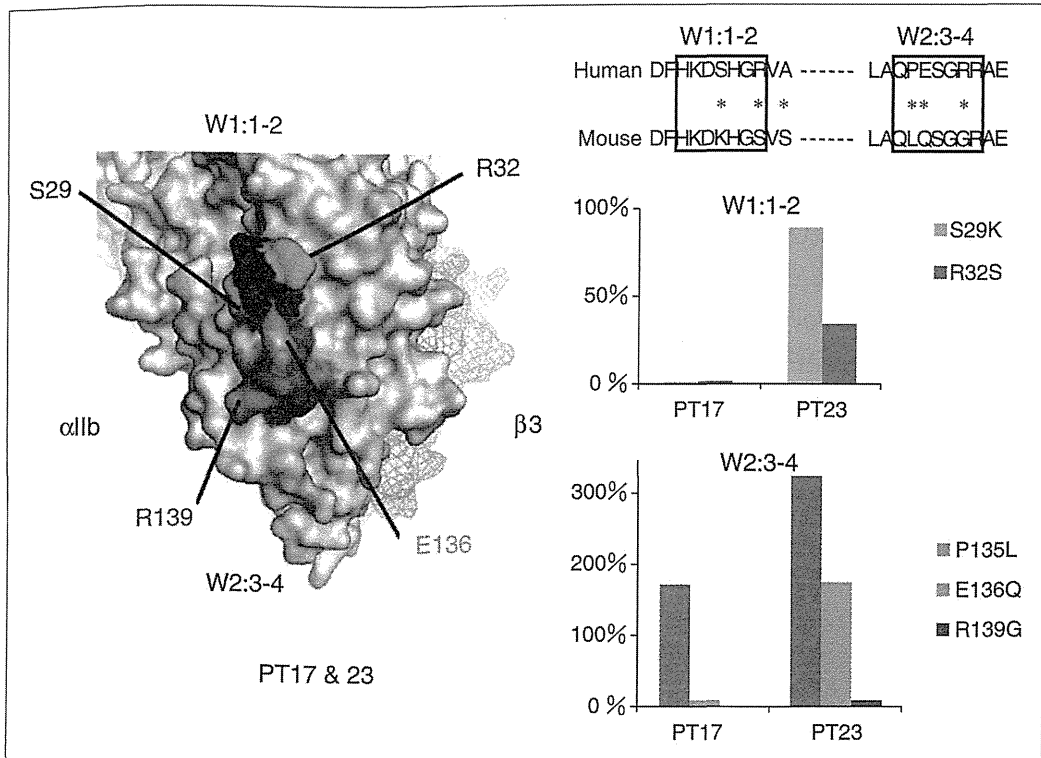 W1:1-2
S29
R32
αIIb
β3
R139
E136
W2:3-4
PT17 & 23
W1:1-2 W2:3-4
Human DFHKDSHGRVA ------ LAQPESGRRAE
* * * ** *
Mouse DFHKDKHGSVS ------ LAQLQSGGRAE
W1:1-2
100%
50%
0 %
PT17 PT23
S29K
R32S
W2:3-4
300%
200%
100%
0 %
PT17 PT23
P135L
E136Q
R139G